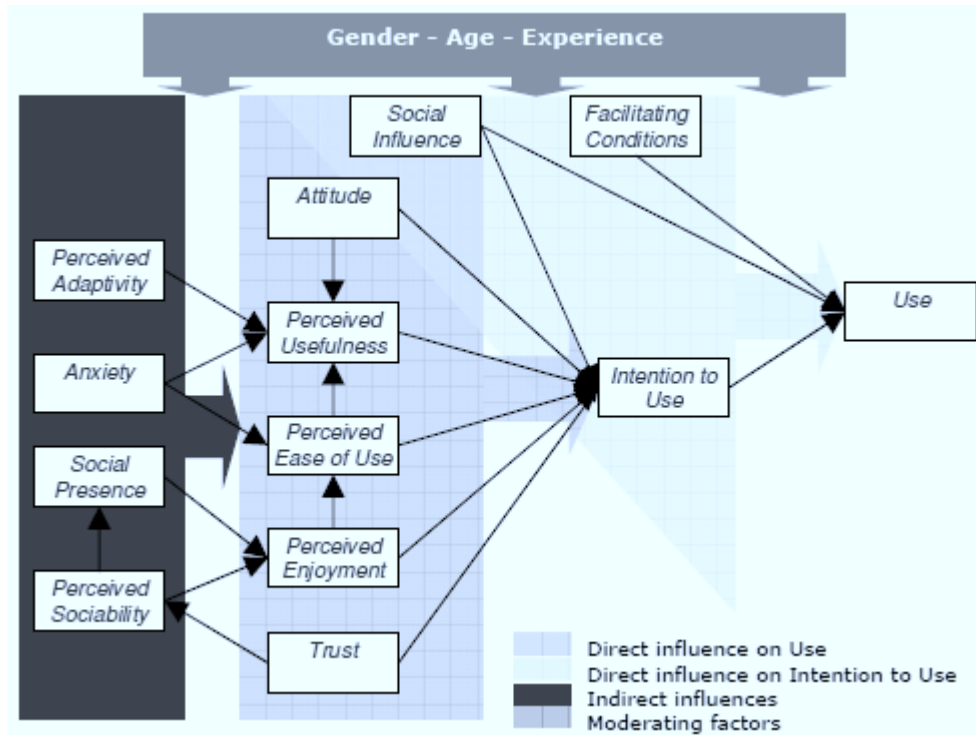 Gender - Age - Experience
Social
Influence
Facilitating
Conditions
Attitude
Perceived
Adaptivity
Perceived
Usefulness
Use
Anxiety
Intention to
Use
Perceived
Ease of Use
Social
Presence
Perceived
Enjoyment
Perceived
Sociability
Trust
Direct influence on Use
Direct influence on Intention to Use
Indirect influences
Moderating factors